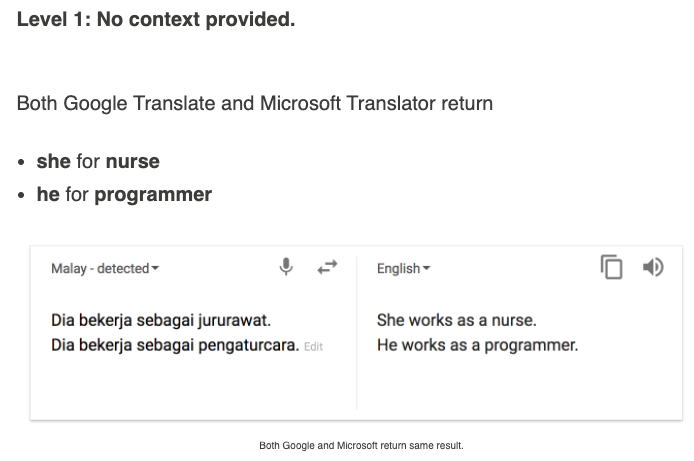 Level 1: No context provided.
Both Google Translate and Microsoft Translator return
• she for nurse
• he for programmer
Malay - detected English
Dia bekerja sebagai jururawat. She works as a nurse.
Dia bekerja sebagai pengaturcara. Edit He works as a programmer.
Both Google and Microsoft return same result.